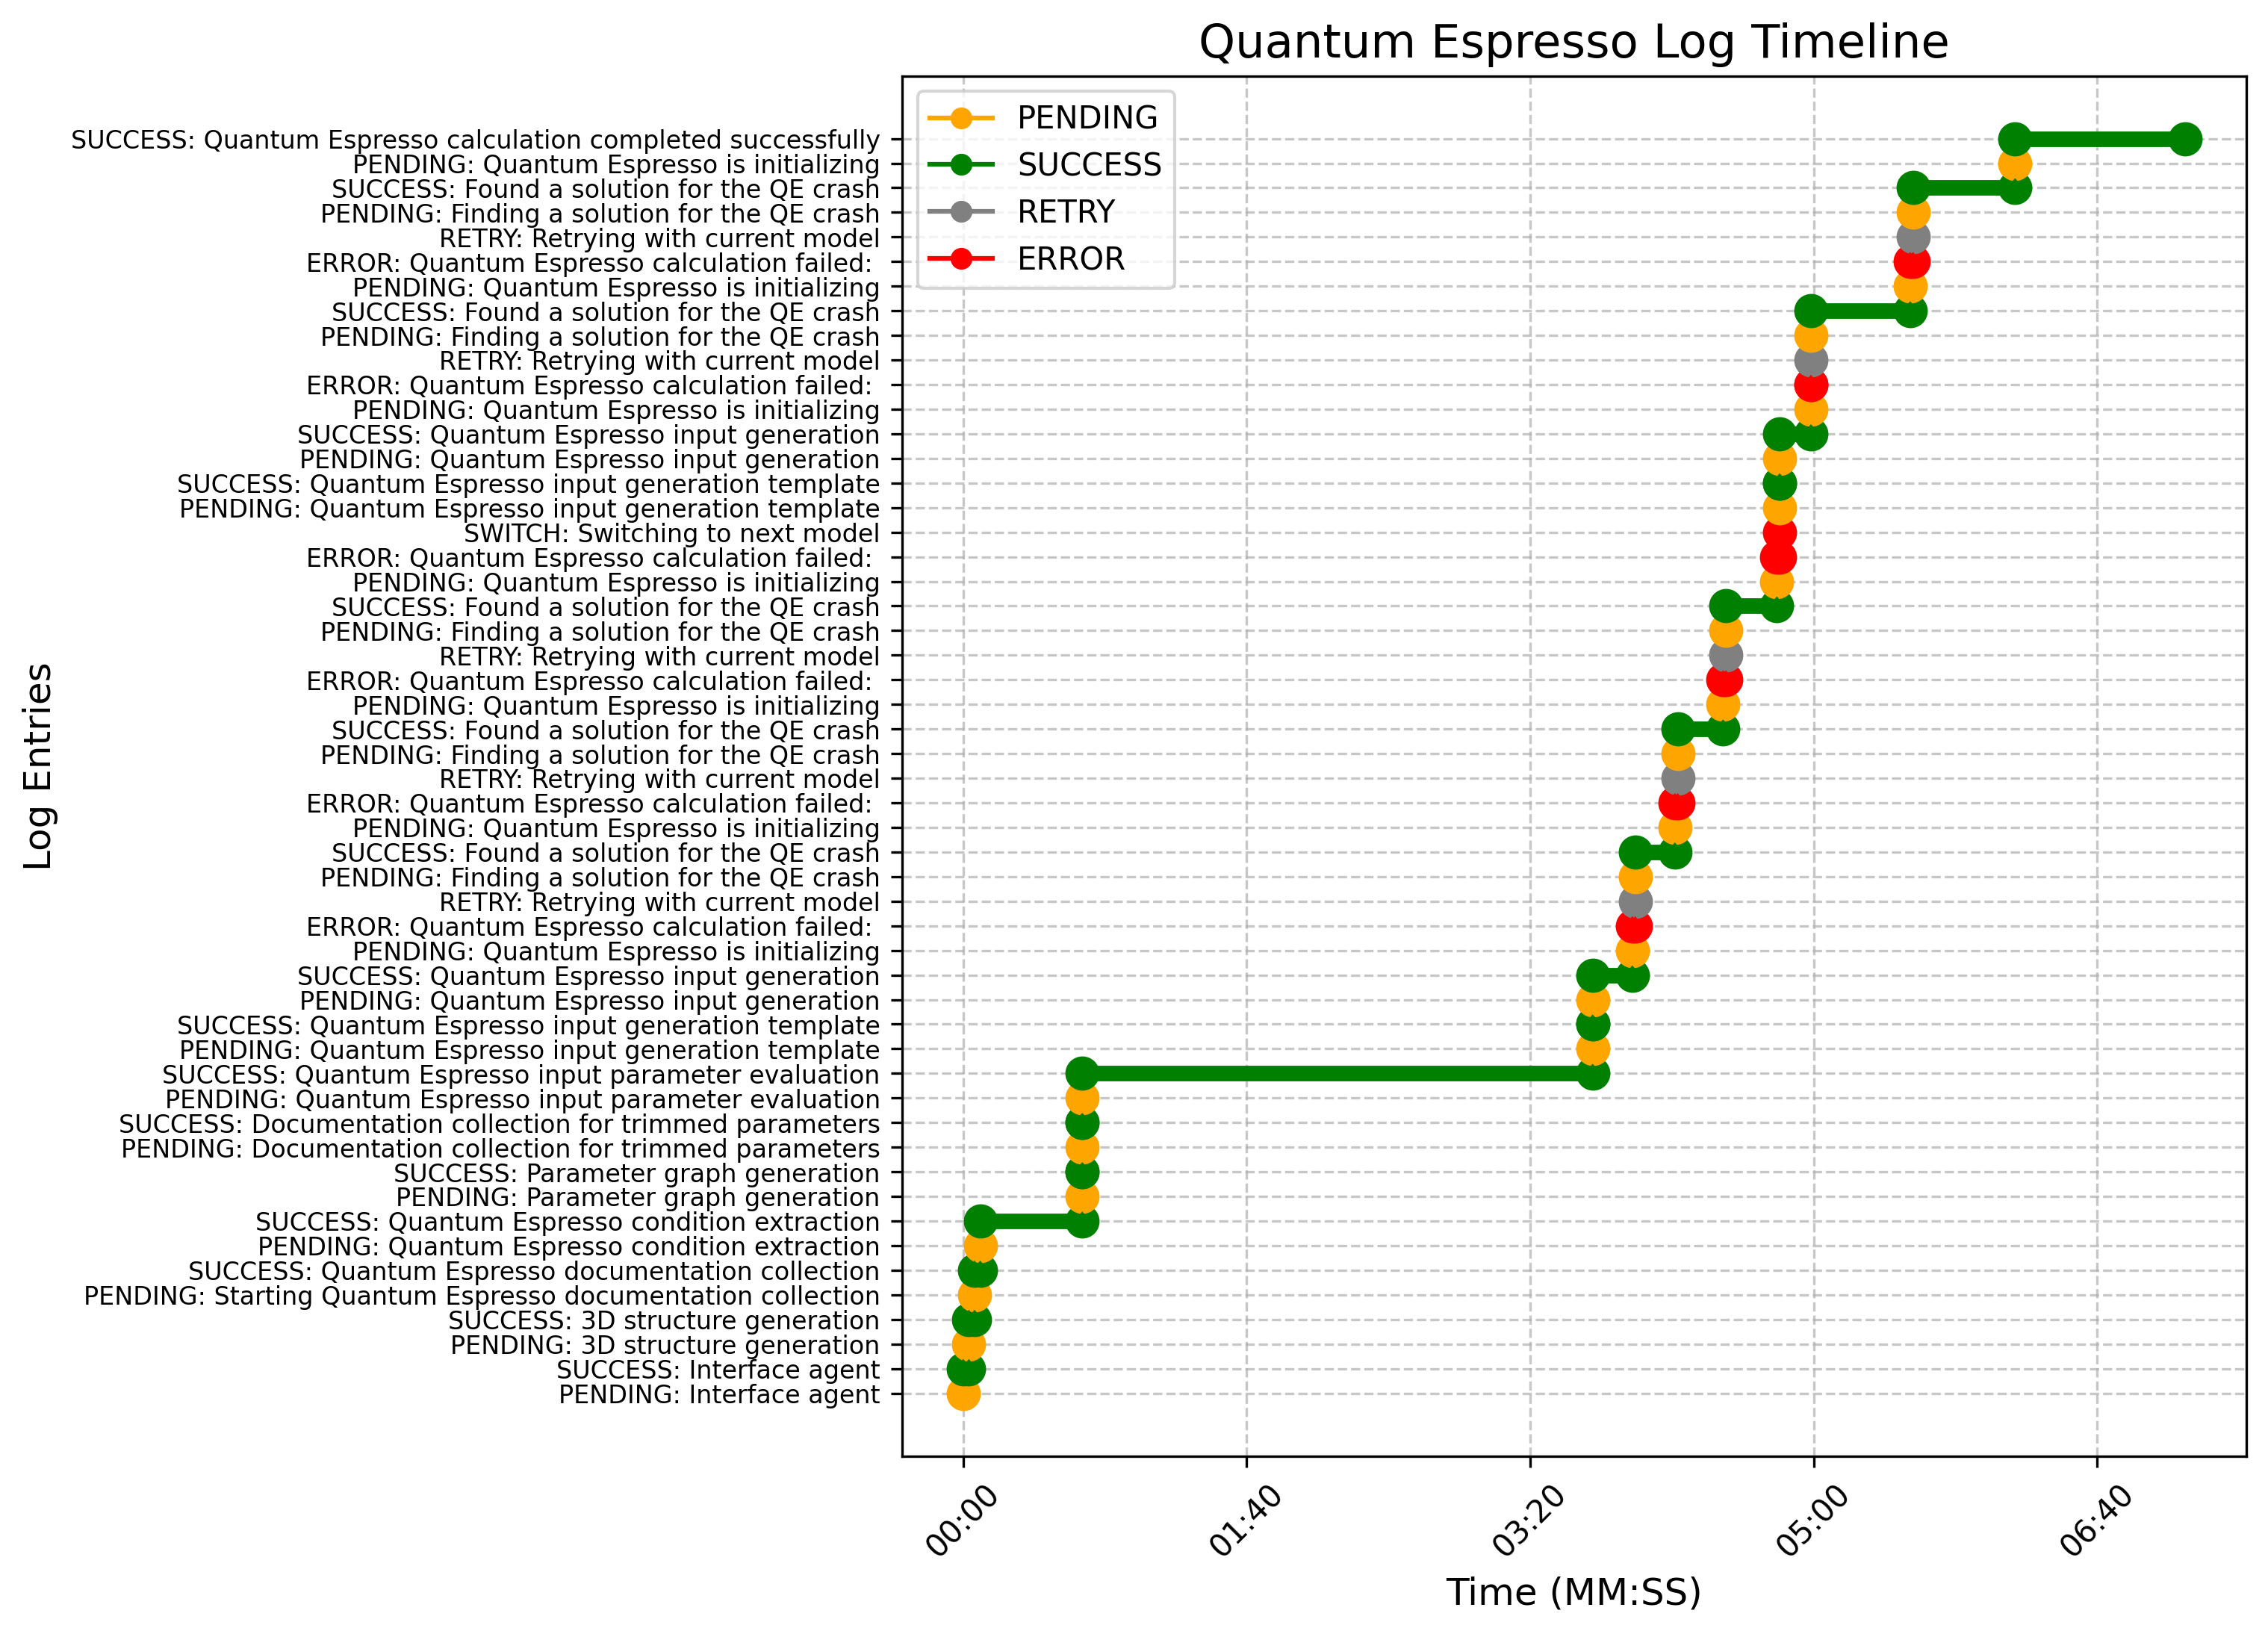 Quantum Espresso Log Timeline
PENDING
SUCCESS
RETRY
ERROR
Log Entries
SUCCESS: Quantum Espresso calculation completed successfully
PENDING: Quantum Espresso is initializing
SUCCESS: Found a solution for the QE crash
PENDING: Finding a solution for the QE crash
RETRY: Retrying with current model
ERROR: Quantum Espresso calculation failed:
PENDING: Quantum Espresso is initializing
SUCCESS: Found a solution for the QE crash
PENDING: Finding a solution for the QE crash
RETRY: Retrying with current model
ERROR: Quantum Espresso calculation failed:
PENDING: Quantum Espresso is initializing
SUCCESS: Quantum Espresso input generation
PENDING: Quantum Espresso input generation
SUCCESS: Quantum Espresso input generation template
PENDING: Quantum Espresso input generation template
SWITCH: Switching to next model
ERROR: Quantum Espresso calculation failed:
PENDING: Quantum Espresso is initializing
SUCCESS: Found a solution for the QE crash
PENDING: Finding a solution for the QE crash
RETRY: Retrying with current model
ERROR: Quantum Espresso calculation failed:
PENDING: Quantum Espresso is initializing
SUCCESS: Found a solution for the QE crash
PENDING: Finding a solution for the QE crash
RETRY: Retrying with current model
ERROR: Quantum Espresso calculation failed:
PENDING: Quantum Espresso is initializing
SUCCESS: Found a solution for the QE crash
PENDING: Finding a solution for the QE crash
RETRY: Retrying with current model
ERROR: Quantum Espresso calculation failed:
PENDING: Quantum Espresso is initializing
SUCCESS: Quantum Espresso input generation
PENDING: Quantum Espresso input generation
SUCCESS: Quantum Espresso input generation template
PENDING: Quantum Espresso input generation template
SUCCESS: Quantum Espresso input parameter evaluation
PENDING: Quantum Espresso input parameter evaluation
SUCCESS: Documentation collection for trimmed parameters
PENDING: Documentation collection for trimmed parameters
SUCCESS: Parameter graph generation
PENDING: Parameter graph generation
SUCCESS: Quantum Espresso condition extraction
PENDING: Quantum Espresso condition extraction
SUCCESS: Quantum Espresso documentation collection
PENDING: Starting Quantum Espresso documentation collection
SUCCESS: 3D structure generation
PENDING: 3D structure generation
SUCCESS: Interface agent
PENDING: Interface agent
00:00
01:40
03:20
05:00
06:40
Time (MM:SS)